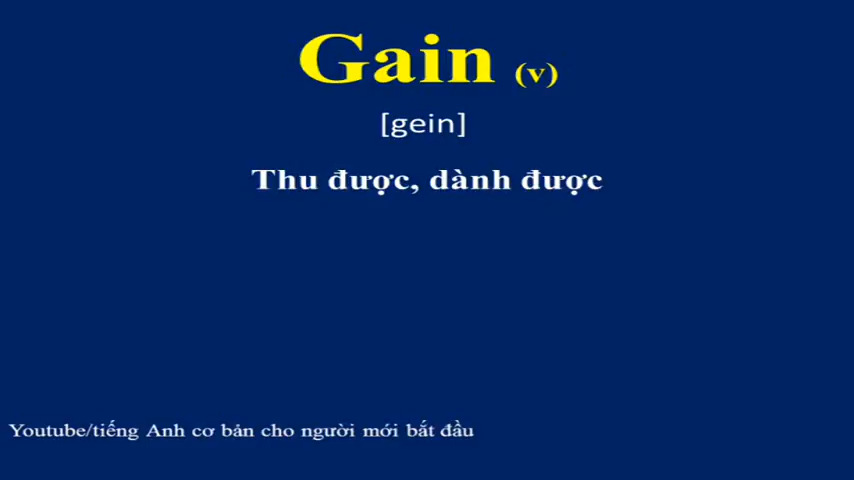 Gain (v)
[gein]
Thu được, dành được
Youtube/tiếng Anh cơ bản cho người mới bắt đầu